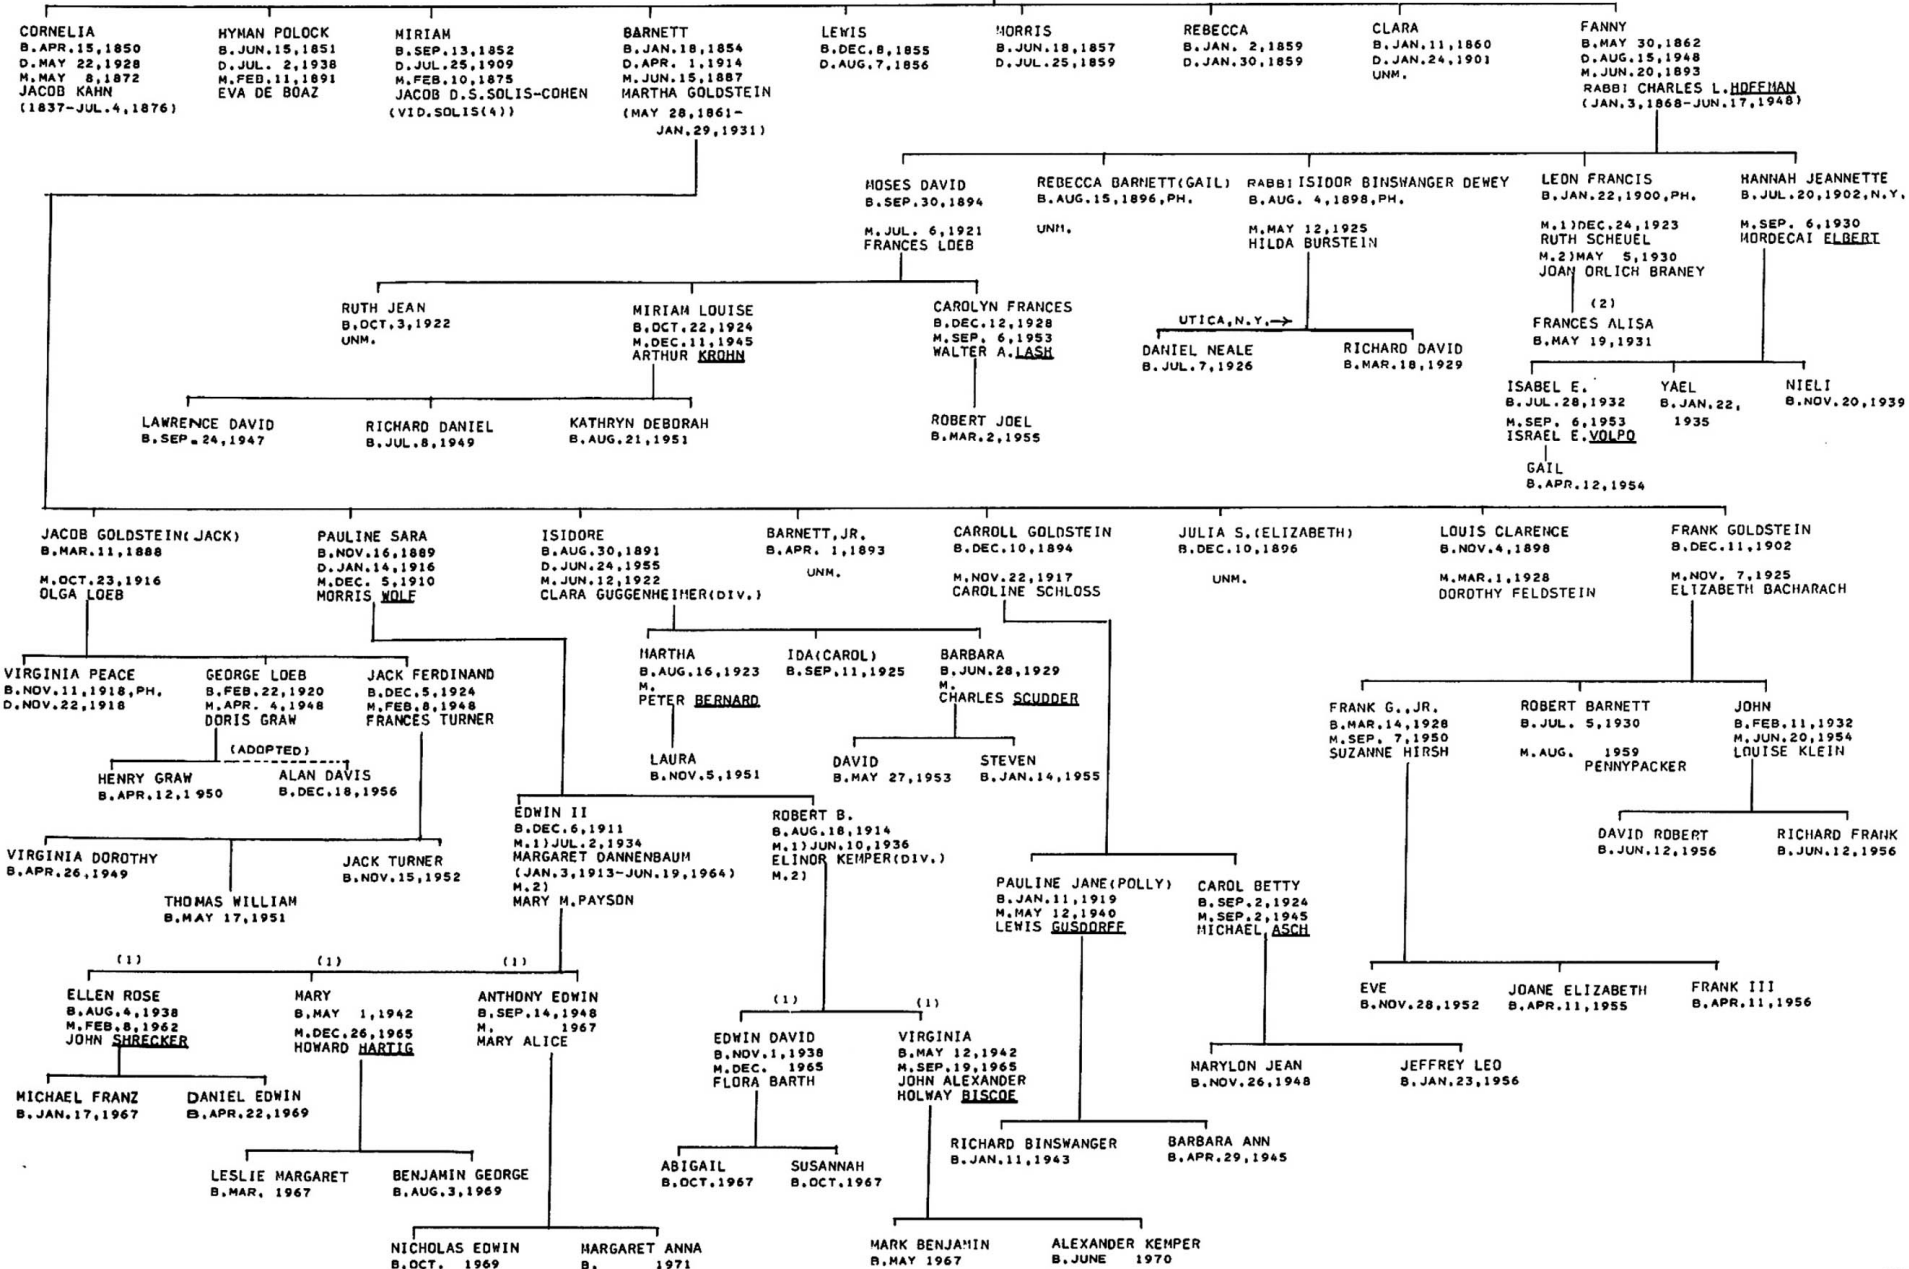 CORNELIA
B.APR.15,1850
D.MAY 22,1928
M.MAY 8,1872
JACOB KAHN
(1837-JUL.4,1876)
HYMAN POLOCK
B.JUN.15,1851
D.JUL. 2,1938
M.FEB.11,1891
EVA DE BOAZ
MIRIAM
B.SEP.13,1852
D.JUL.25,1909
M.FEB.10,1875
JACOB D.S.SOLIS-COHEN
(VID.SOLIS(4))
BARNETT
B.JAN.18,1854
D.APR. 1,1914
M.JUN.15,1887
MARTHA GOLDSTEIN
(MAY 28,1861-
JAN.29,1931)
LEWIS
B.DEC.8,1855
D.AUG.7,1856
MORRIS
B.JUN.18,1857
D.JUL.25,1859
REBECCA
B.JAN. 2,1859
D.JAN.30,1859
CLARA
B.JAN.11,1860
D.JAN.24,1901
UNM.
FANNY
B.MAY 30,1862
D.AUG.15,1948
M.JUN.20,1893
RABBI CHARLES L.HOFFMAN
(JAN.3,1868-JUN.17,1948)
MOSES DAVID
B.SEP.30,1894
M.JUL. 6,1921
FRANCES LOEB
REBECCA BARNETT(GAIL)
B.AUG.15,1896,PH.
UNM.
RABBI ISIDOR BINSWANGER DEWEY
B.AUG. 4,1898,PH.
M.MAY 12,1925
HILDA BURSTEIN
LEON FRANCIS
B.JAN.22,1900,PH.
M.1)DEC.24,1923
RUTH SCHEUEL
M.2)MAY 5,1930
JOAN ORLICH BRANEY
HANNAH JEANNETTE
B.JUL.20,1902,N.Y.
M.SEP. 6,1930
MORDECAI ELBERT
RUTH JEAN
B.OCT.3,1922
UNM.
MIRIAM LOUISE
B.OCT.22,1924
M.DEC.11,1945
ARTHUR KROHN
CAROLYN FRANCES
B.DEC.12,1928
M.SEP. 6,1953
WALTER A.LASH
UTICA,N.Y.→
DANIEL NEALE
B.JUL.7,1926
RICHARD DAVID
B.MAR.18,1929
(2)
FRANCES ALISA
B.MAY 19,1931
ISABEL E.
B.JUL.28,1932
M.SEP. 6,1953
ISRAEL E.VOLPO
YAEL
B.JAN.22,
1935
NIELI
B.NOV.20,1939
LAWRENCE DAVID
B.SEP.24,1947
RICHARD DANIEL
B.JUL.8,1949
KATHRYN DEBORAH
B.AUG.21,1951
ROBERT JOEL
B.MAR.2,1955
GAIL
B.APR.12,1954
JACOB GOLDSTEIN(JACK)
B.MAR.11,1888
M.OCT.23,1916
OLGA LOEB
PAULINE SARA
B.NOV.16,1889
D.JAN.14,1916
M.DEC. 5,1910
MORRIS WOLF
ISIDORE
B.AUG.30,1891
D.JUN.24,1955
M.JUN.12,1922
CLARA GUGGENHEIMER(DIV.)
BARNETT,JR.
B.APR. 1,1893
UNM.
CARROLL GOLDSTEIN
B.DEC.10,1894
M.NOV.22,1917
CAROLINE SCHLOSS
JULIA S.(ELIZABETH)
B.DEC.10,1896
UNM.
LOUIS CLARENCE
B.NOV.4,1898
M.MAR.1,1928
DOROTHY FELDSTEIN
FRANK GOLDSTEIN
B.DEC.11,1902
M.NOV. 7,1925
ELIZABETH BACHARACH
VIRGINIA PEACE
B.NOV.11,1918,PH.
D.NOV.22,1918
GEORGE LOEB
B.FEB.22,1920
M.APR. 4,1948
DORIS GRAW
JACK FERDINAND
B.DEC.5,1924
M.FEB.8,1948
FRANCES TURNER
MARTHA
B.AUG.16,1923
M.
PETER BERNARD
IDA(CAROL)
B.SEP.11,1925
BARBARA
B.JUN.28,1929
M.
CHARLES SCUDDER
FRANK G.,JR.
B.MAR.14,1928
M.SEP. 7,1950
SUZANNE HIRSH
ROBERT BARNETT
B.JUL. 5,1930
M.AUG. 1959
PENNYPACKER
JOHN
B.FEB.11,1932
M.JUN.20,1954
LOUISE KLEIN
(ADOPTED)
HENRY GRAW
B.APR.12,1950
ALAN DAVIS
B.DEC.18,1956
LAURA
B.NOV.5,1951
DAVID
B.MAY 27,1953
STEVEN
B.JAN.14,1955
EDWIN II
B.DEC.6,1911
M.1)JUL.2,1934
MARGARET DANNENBAUM
(JAN.3,1913-JUN.19,1964)
M.2)
MARY M.PAYSON
ROBERT B.
B.AUG.18,1914
M.1)JUN.10,1936
ELINOR KEMPER(DIV.)
M.2)
DAVID ROBERT
B.JUN.12,1956
RICHARD FRANK
B.JUN.12,1956
VIRGINIA DOROTHY
B.APR.26,1949
THOMAS WILLIAM
B.MAY 17,1951
JACK TURNER
B.NOV.15,1952
PAULINE JANE(POLLY)
B.JAN.11,1919
M.MAY 12,1940
LEWIS GUSDORFF
CAROL BETTY
B.SEP.2,1924
M.SEP.2,1945
MICHAEL ASCH
(1)
(1)
(1)
ELLEN ROSE
B.AUG.4,1938
M.FEB.8,1962
JOHN SHRECKER
MARY
B.MAY 1,1942
M.DEC.26,1965
HOWARD HARTIG
ANTHONY EDWIN
B.SEP.14,1948
M. 1967
MARY ALICE
(1)
(1)
EDWIN DAVID
B.NOV.1,1938
M.DEC. 1965
FLORA BARTH
VIRGINIA
B.MAY 12,1942
M.SEP.19,1965
JOHN ALEXANDER
HOLWAY BISCOE
EVE
B.NOV.28,1952
JOANE ELIZABETH
B.APR.11,1955
FRANK III
B.APR.11,1956
MARYLON JEAN
B.NOV.26,1948
JEFFREY LEO
B.JAN.23,1956
MICHAEL FRANZ
B.JAN.17,1967
DANIEL EDWIN
B.APR.22,1969
RICHARD BINSWANGER
B.JAN.11,1943
BARBARA ANN
B.APR.29,1945
LESLIE MARGARET
B.MAR. 1967
BENJAMIN GEORGE
B.AUG.3,1969
ABIGAIL
B.OCT.1967
SUSANNAH
B.OCT.1967
NICHOLAS EDWIN
B.OCT. 1969
MARGARET ANNA
B. 1971
MARK BENJAMIN
B.MAY 1967
ALEXANDER KEMPER
B.JUNE 1970